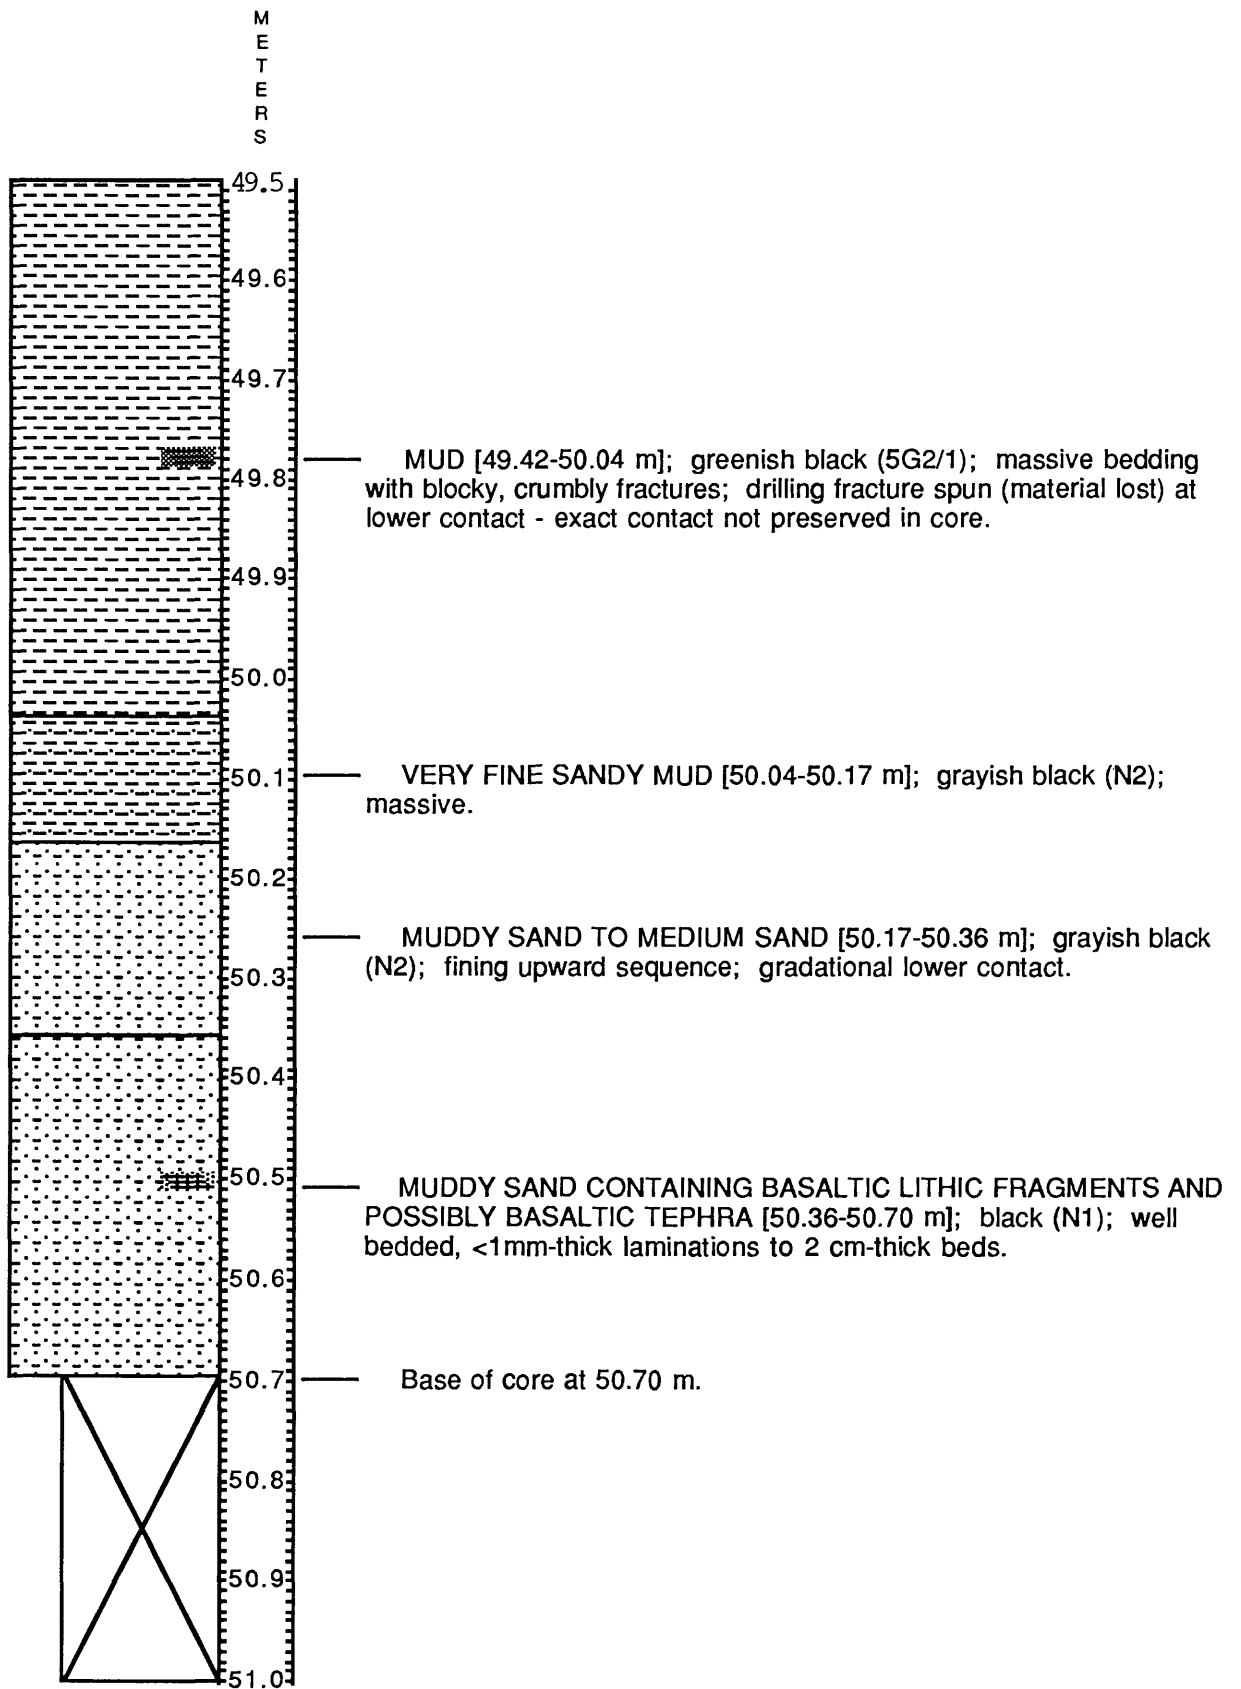 METERS
49.5
49.6
49.7
MUD [49.42-50.04 m]; greenish black (5G2/1); massive bedding
49.8
with blocky, crumbly fractures; drilling fracture spun (material lost) at
lower contact - exact contact not preserved in core.
49.9
50.0
50.1
VERY FINE SANDY MUD [50.04-50.17 m]; grayish black (N2);
massive.
50.2
MUDDY SAND TO MEDIUM SAND [50.17-50.36 m]; grayish black
50.3
(N2); fining upward sequence; gradational lower contact.
50.4
50.5
MUDDY SAND CONTAINING BASALTIC LITHIC FRAGMENTS AND
POSSIBLY BASALTIC TEPHRA [50.36-50.70 m]; black (N1); well
bedded, <1mm-thick laminations to 2 cm-thick beds.
50.6
50.7
Base of core at 50.70 m.
50.8
50.9
51.0